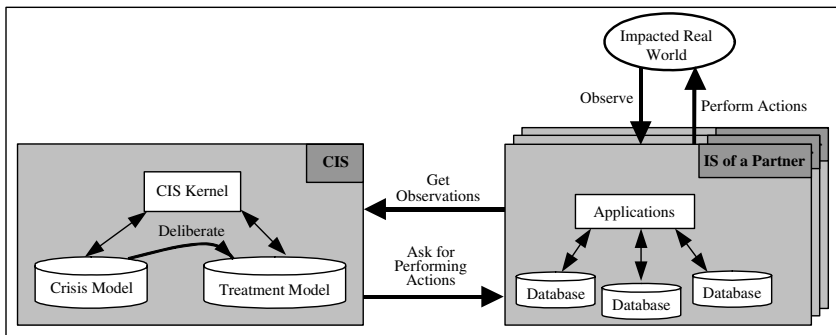 Impacted Real
World
Observe
Perform Actions
CIS
IS of a Partner
CIS Kernel
Get
Observations
Applications
Deliberate
Ask for
Performing
Actions
Crisis Model
Treatment Model
Database
Database
Database